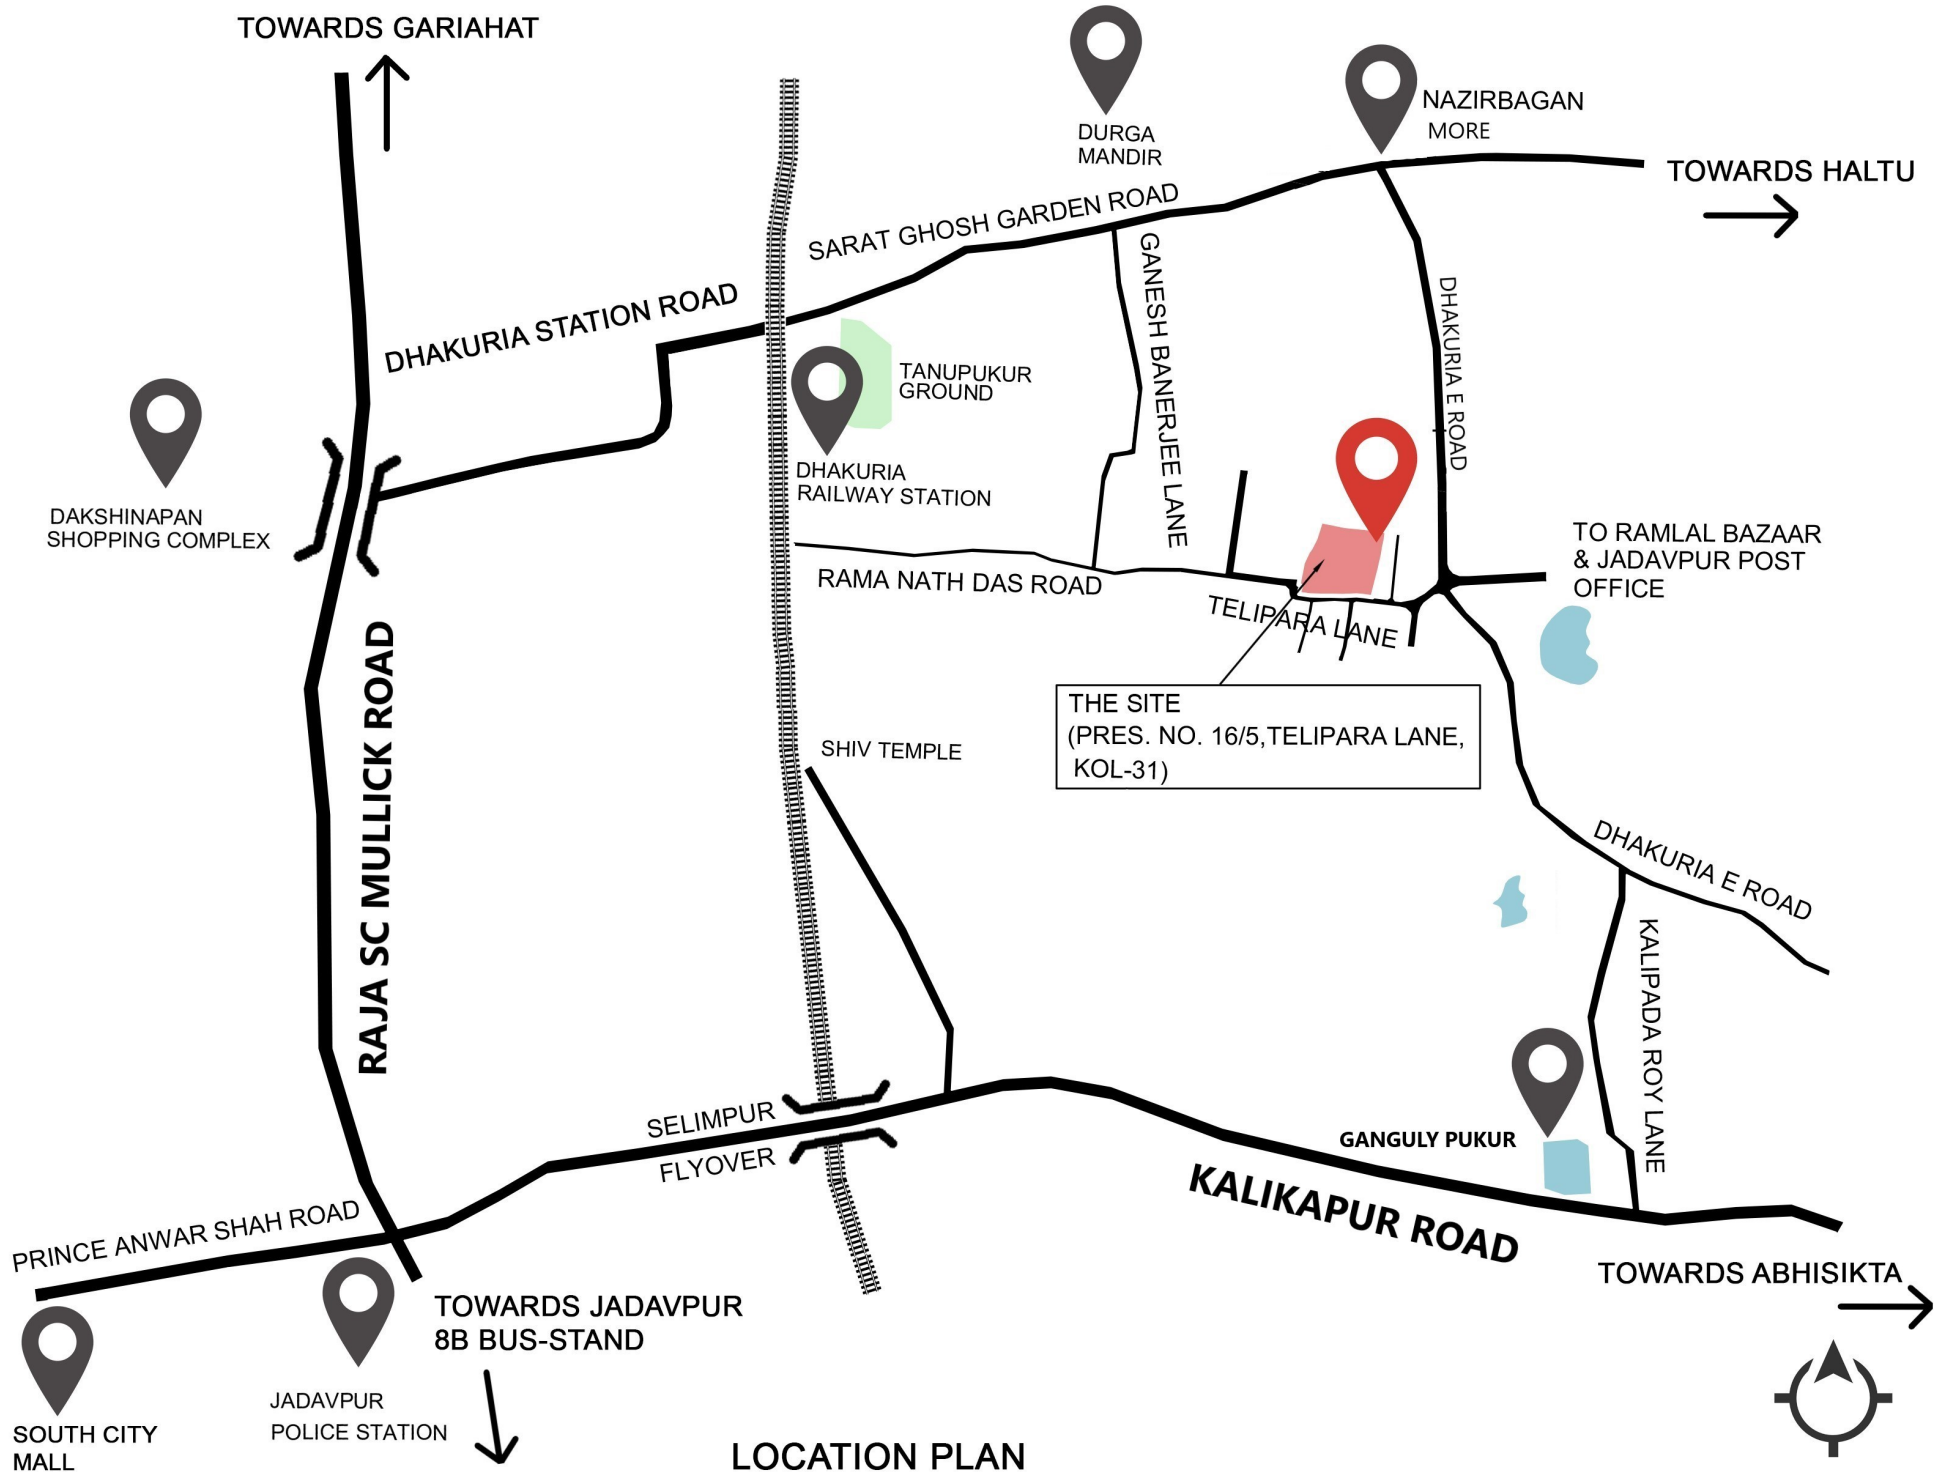 TOWARDS GARIAHAT
DURGA
MANDIR
NAZIRBAGAN
MORE
TOWARDS HALTU
SARAT GHOSH GARDEN ROAD
DHAKURIA STATION ROAD
GANESH BANERJEE LANE
DHAKURIA E ROAD
TANUPUKUR
GROUND
DHAKURIA
RAILWAY STATION
DAKSHINAPAN
SHOPPING COMPLEX
TO RAMLAL BAZAAR
& JADAVPUR POST
OFFICE
RAMA NATH DAS ROAD
TELIPARA LANE
RAJA SC MULLICK ROAD
THE SITE
(PRES. NO. 16/5,TELIPARA LANE,
KOL-31)
SHIV TEMPLE
DHAKURIA E ROAD
KALIPADA ROY LANE
SELIMPUR
FLYOVER
GANGULY PUKUR
KALIKAPUR ROAD
PRINCE ANWAR SHAH ROAD
TOWARDS ABHISIKTA
TOWARDS JADAVPUR
8B BUS-STAND
JADAVPUR
POLICE STATION
SOUTH CITY
MALL
LOCATION PLAN